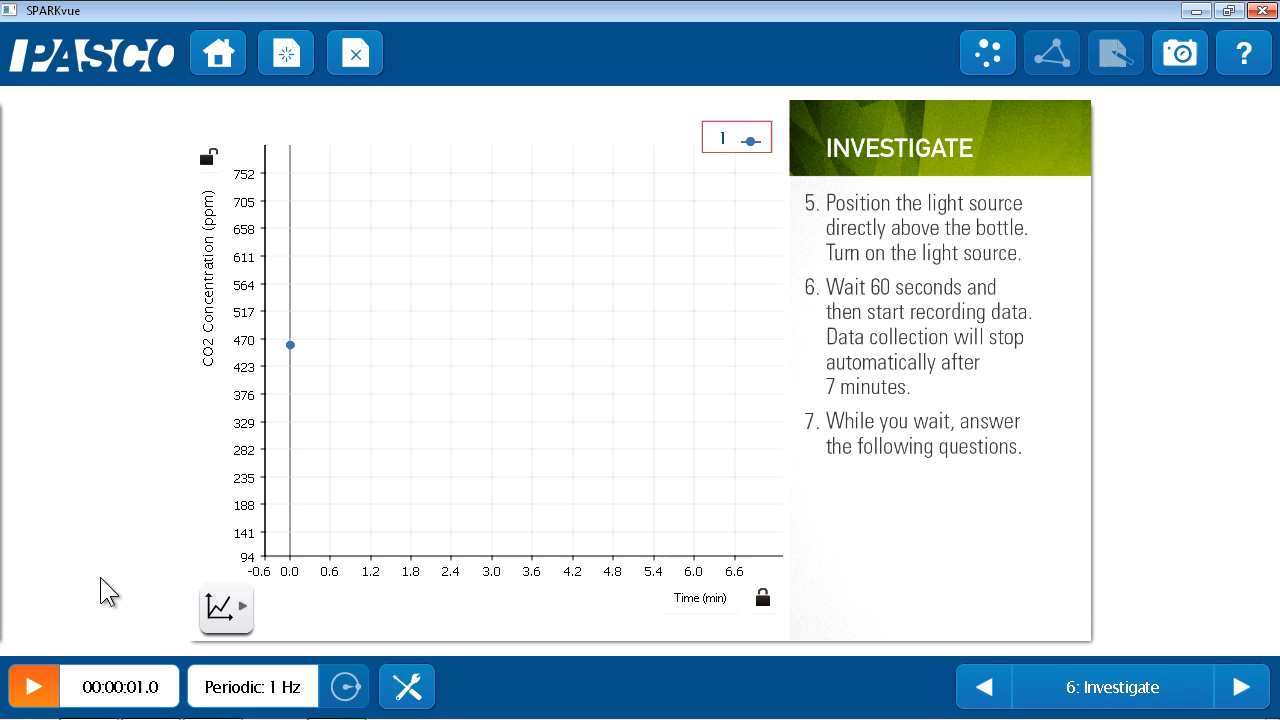 SPARKvue
PASCO
?
1
INVESTIGATE
5. Position the light source
directly above the bottle.
Turn on the light source.
6. Wait 60 seconds and
then start recording data.
Data collection will stop
automatically after
7 minutes.
7. While you wait, answer
the following questions.
CO2 Concentration (ppm)
752
705
658
611
564
517
470
423
376
329
282
235
188
141
94
-0.6 0.0 0.6 1.2 1.8 2.4 3.0 3.6 4.2 4.8 5.4 6.0 6.6
Time (min)
00:00:01.0
Periodic: 1 Hz
6: Investigate